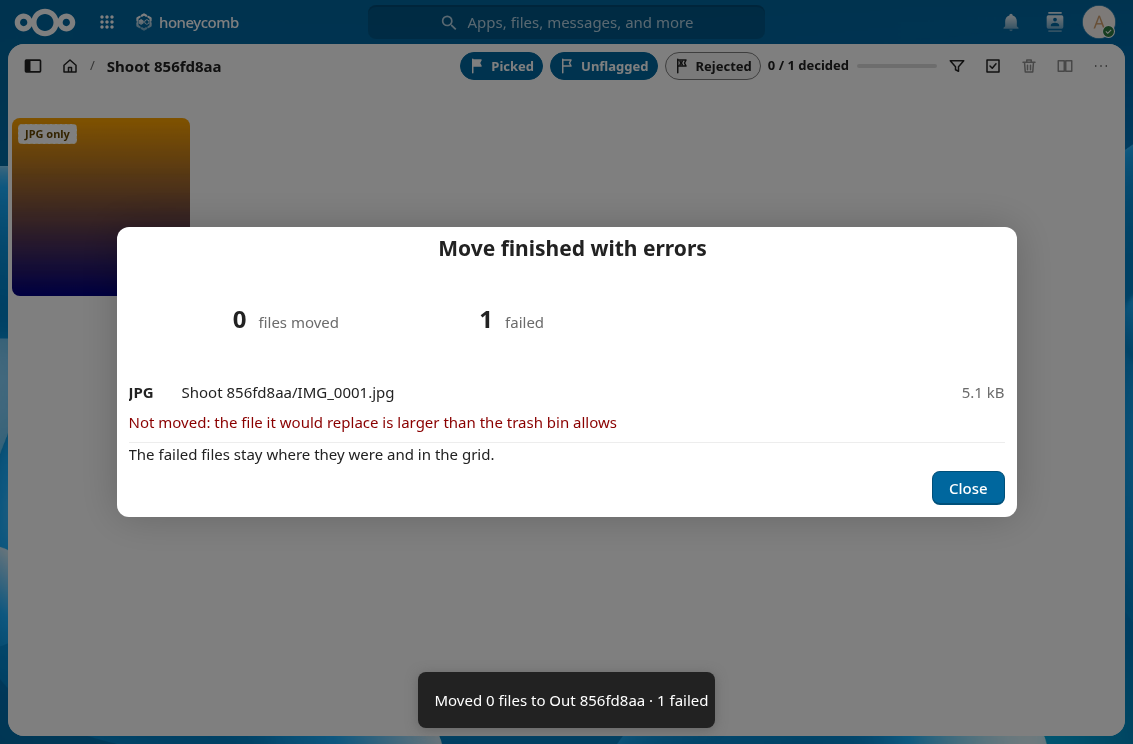 honeycomb
Apps, files, messages, and more
A
/ Shoot 856fd8aa
Picked
Unflagged
Rejected
0 / 1 decided
JPG only
Move finished with errors
0 files moved
1 failed
JPG Shoot 856fd8aa/IMG_0001.jpg 5.1 kB
Not moved: the file it would replace is larger than the trash bin allows
The failed files stay where they were and in the grid.
Close
Moved 0 files to Out 856fd8aa · 1 failed